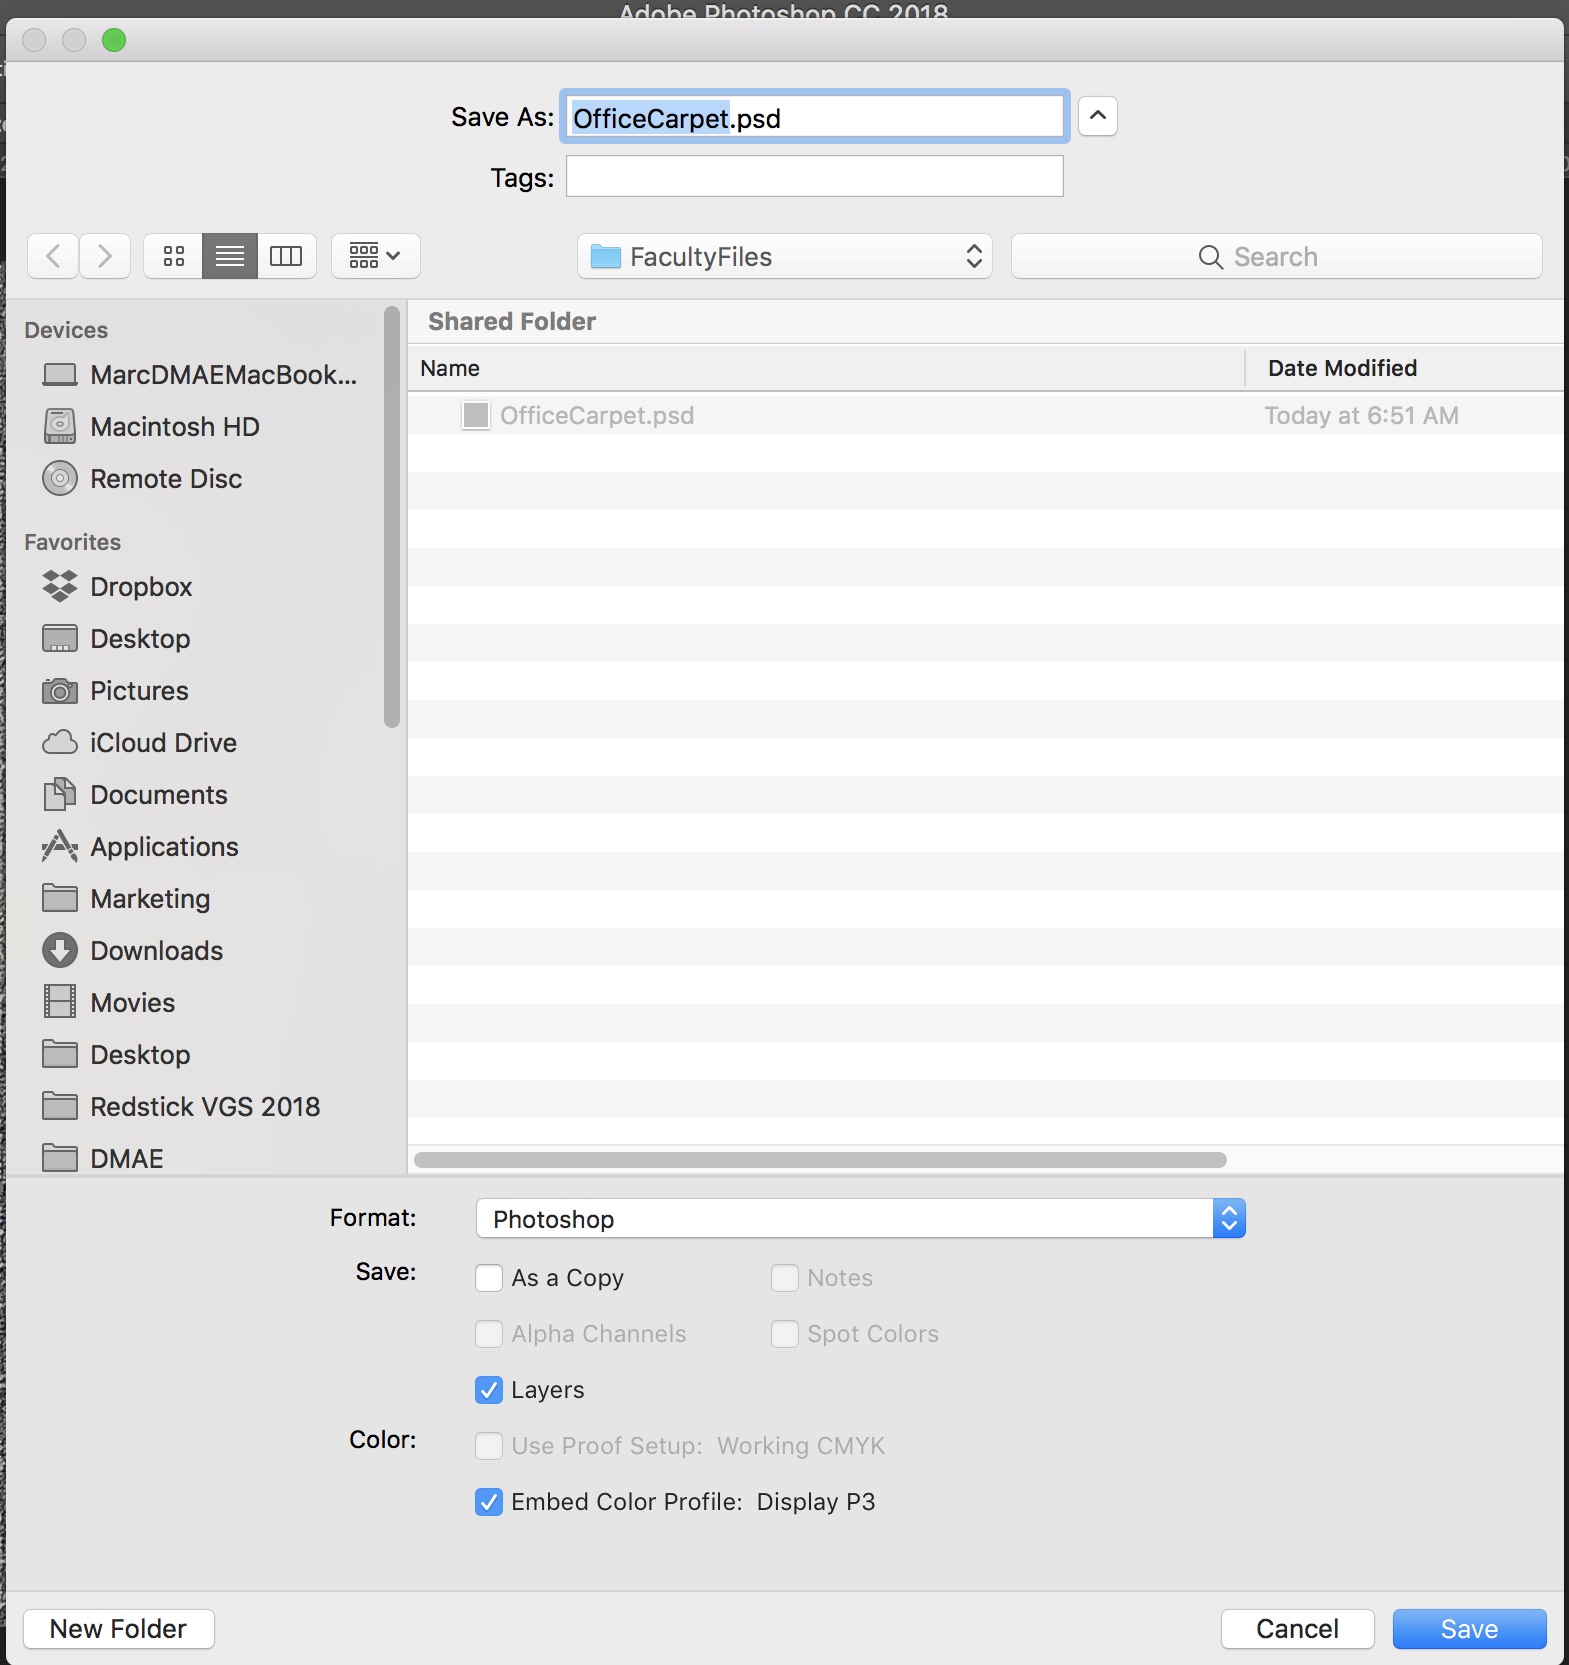 Adobe Photoshop CC 2018
Save As: OfficeCarpet.psd
Tags:
FacultyFiles
Search
Devices
MarcDMAEMacBook...
Macintosh HD
Remote Disc
Favorites
Dropbox
Desktop
Pictures
iCloud Drive
Documents
Applications
Marketing
Downloads
Movies
Desktop
Redstick VGS 2018
DMAE
Shared Folder
Name Date Modified
OfficeCarpet.psd Today at 6:51 AM
Format: Photoshop
Save: As a Copy Notes
Alpha Channels Spot Colors
Layers
Color: Use Proof Setup: Working CMYK
Embed Color Profile: Display P3
New Folder Cancel Save